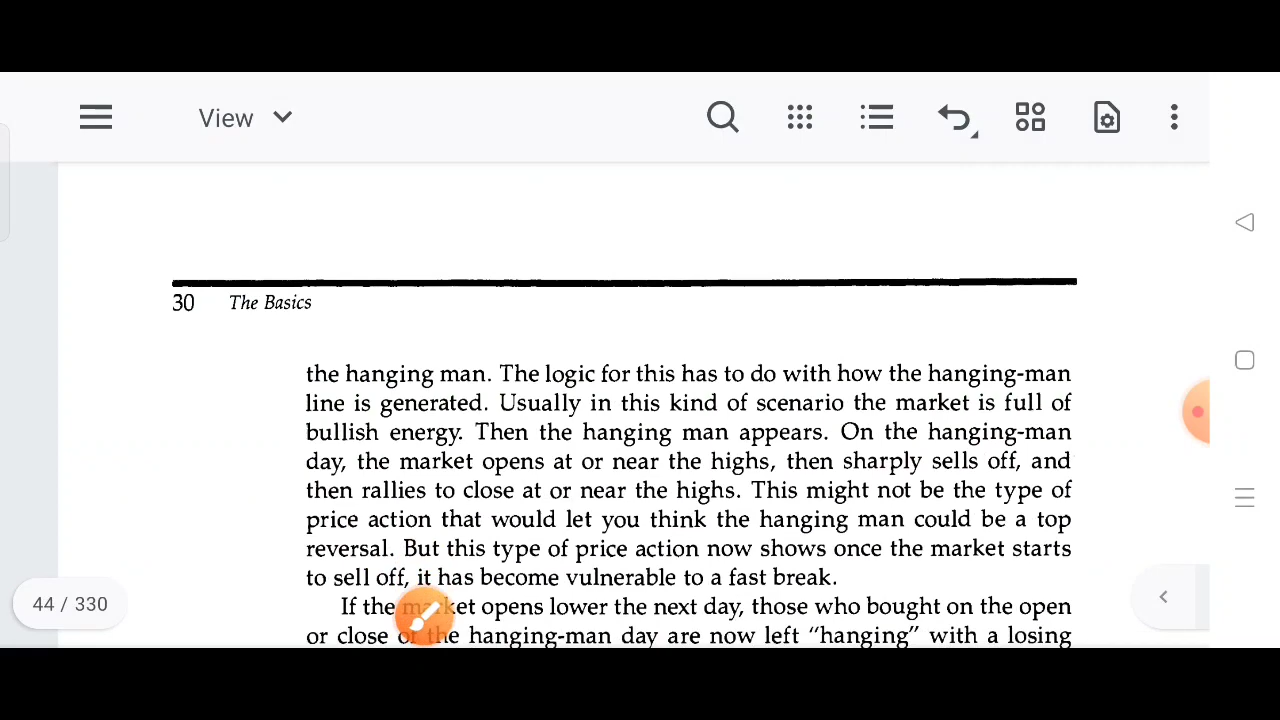 View
30 The Basics
the hanging man. The logic for this has to do with how the hanging-man
line is generated. Usually in this kind of scenario the market is full of
bullish energy. Then the hanging man appears. On the hanging-man
day, the market opens at or near the highs, then sharply sells off, and
then rallies to close at or near the highs. This might not be the type of
price action that would let you think the hanging man could be a top
reversal. But this type of price action now shows once the market starts
to sell off, it has become vulnerable to a fast break.
44 / 330
If the market opens lower the next day, those who bought on the open
or close of the hanging-man day are now left “hanging” with a losing